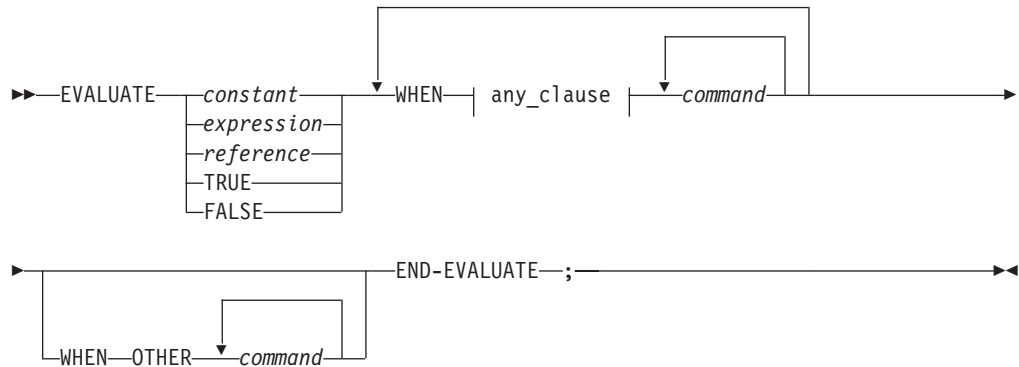 EVALUATE constant WHEN any_clause command
expression
reference
TRUE
FALSE
END-EVALUATE ;
WHEN OTHER command